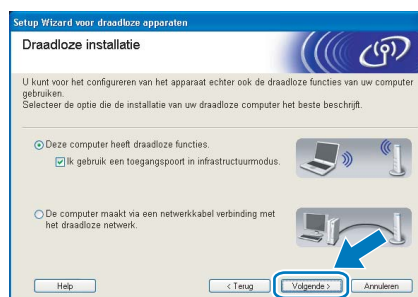 Setup Wizard voor draadloze apparaten
Draadloze installatie
U kunt voor het configureren van het apparaat echter ook de draadloze functies van uw computer
gebruiken.
Selecteer de optie die de installatie van uw draadloze computer het beste beschrijft.
Deze computer heeft draadloze functies.
Ik gebruik een toegangspoort in infrastructuurmodus.
De computer maakt via een netwerkkabel verbinding met
het draadloze netwerk.
Help
< Terug
Volgende >
Annuleren